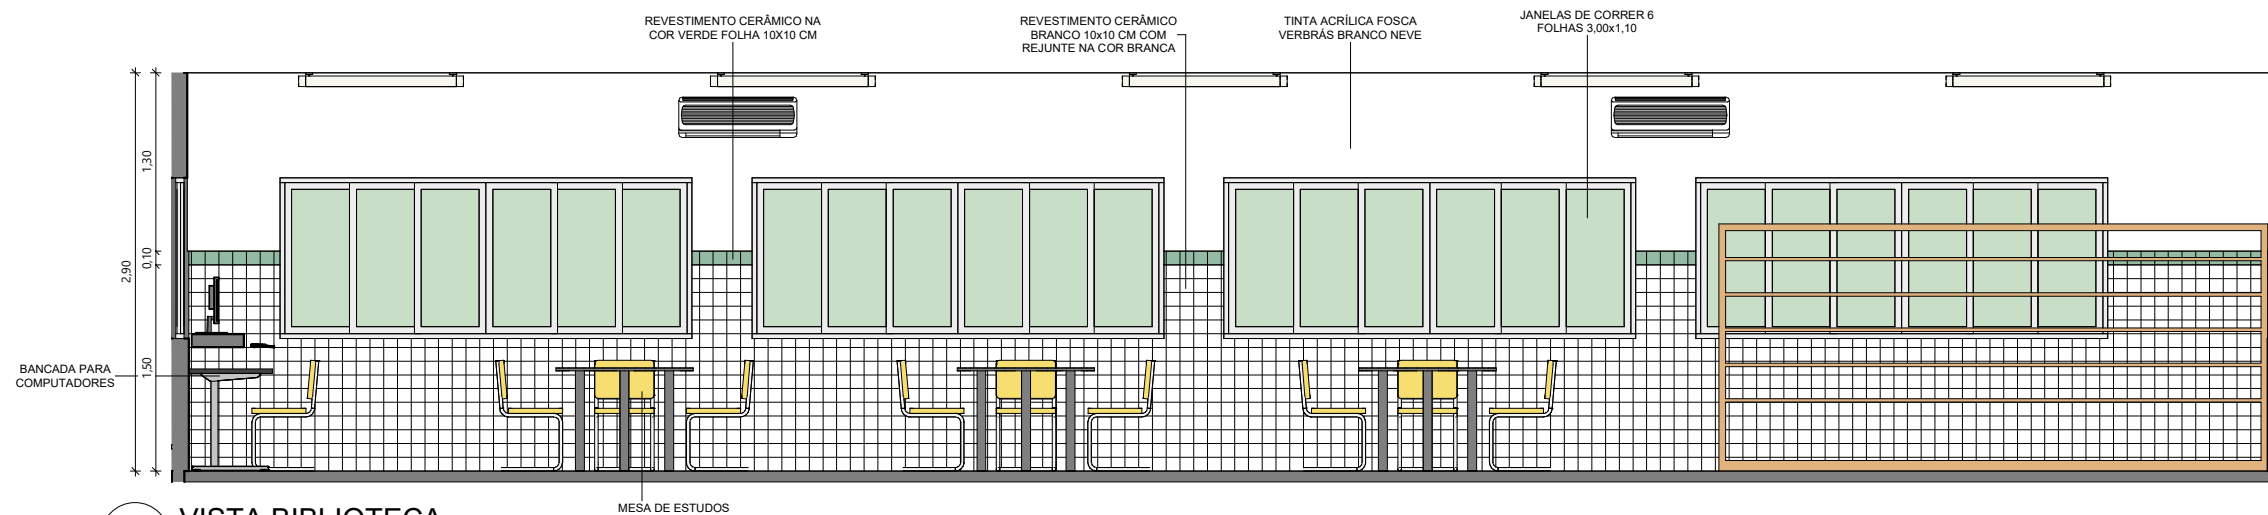 REVESTIMENTO CERÂMICO NA
COR VERDE FOLHA 10X10 CM
REVESTIMENTO CERÂMICO
BRANCO 10x10 CM COM
REJUNTE NA COR BRANCA
TINTA ACRÍLICA FOSCA
VERBRÁS BRANCO NEVE
JANELAS DE CORRER 6
FOLHAS 3,00x1,10
1,30
0,10
2,90
1,50
BANCADA PARA
COMPUTADORES
MESA DE ESTUDOS
VISTA BIBLIOTECA